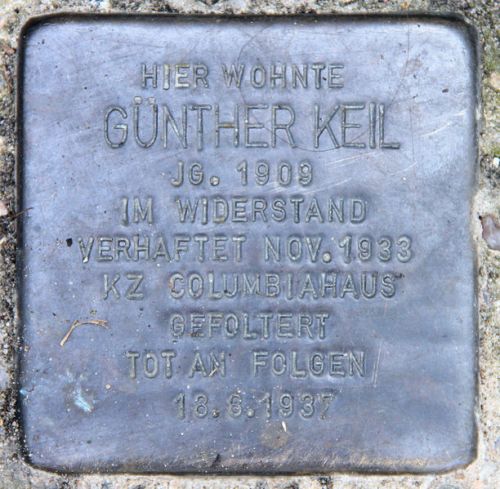 HIER WOHNTE
GÜNTHER KEIL
JG. 1909
IM WIDERSTAND
VERHAFTET NOV. 1933
KZ COLUMBIAHAUS
GEFOLTERT
TOT AN FOLGEN
18.6.1937